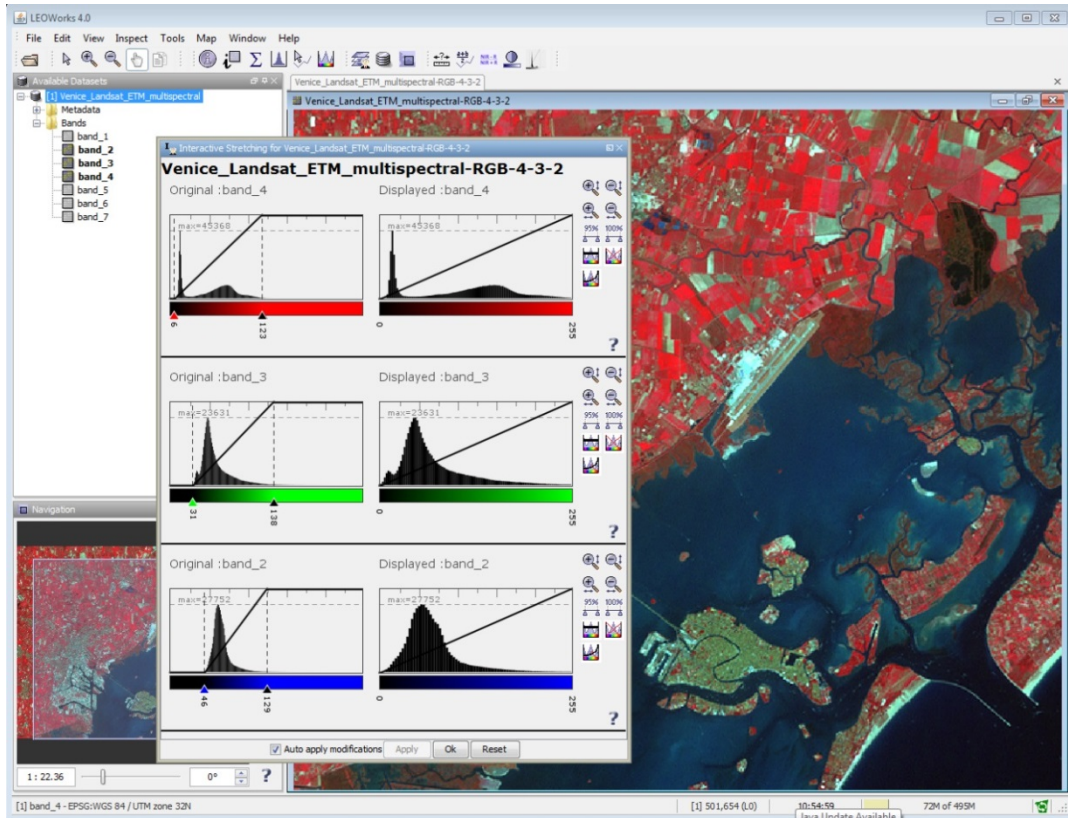 LEOWorks 4.0
File Edit View Inspect Tools Map Window Help
Available Datasets
[1] Venice_Landsat_ETM_multispectral
Metadata
Bands
band_1
band_2
band_3
band_4
band_5
band_6
band_7
Venice_Landsat_ETM_multispectral-RGB-4-3-2
Venice_Landsat_ETM_multispectral-RGB-4-3-2
Interactive Stretching for Venice_Landsat_ETM_multispectral-RGB-4-3-2
Venice_Landsat_ETM_multispectral-RGB-4-3-2
Original :band_4 Displayed :band_4
max=45368 max=45368
95% 100%
6 123 0 255
?
Original :band_3 Displayed :band_3
max=23631 max=23631
95% 100%
31 138 0 255
?
Original :band_2 Displayed :band_2
max=27752 max=27752
95% 100%
46 129 0 255
?
Auto apply modifications Apply Ok Reset
Navigation
1 : 22.36 0° ?
[1] band_4 - EPSG:WGS 84 / UTM zone 32N [1] 501,654 (L0) 10:54:59 72M of 495M
Java Update Available